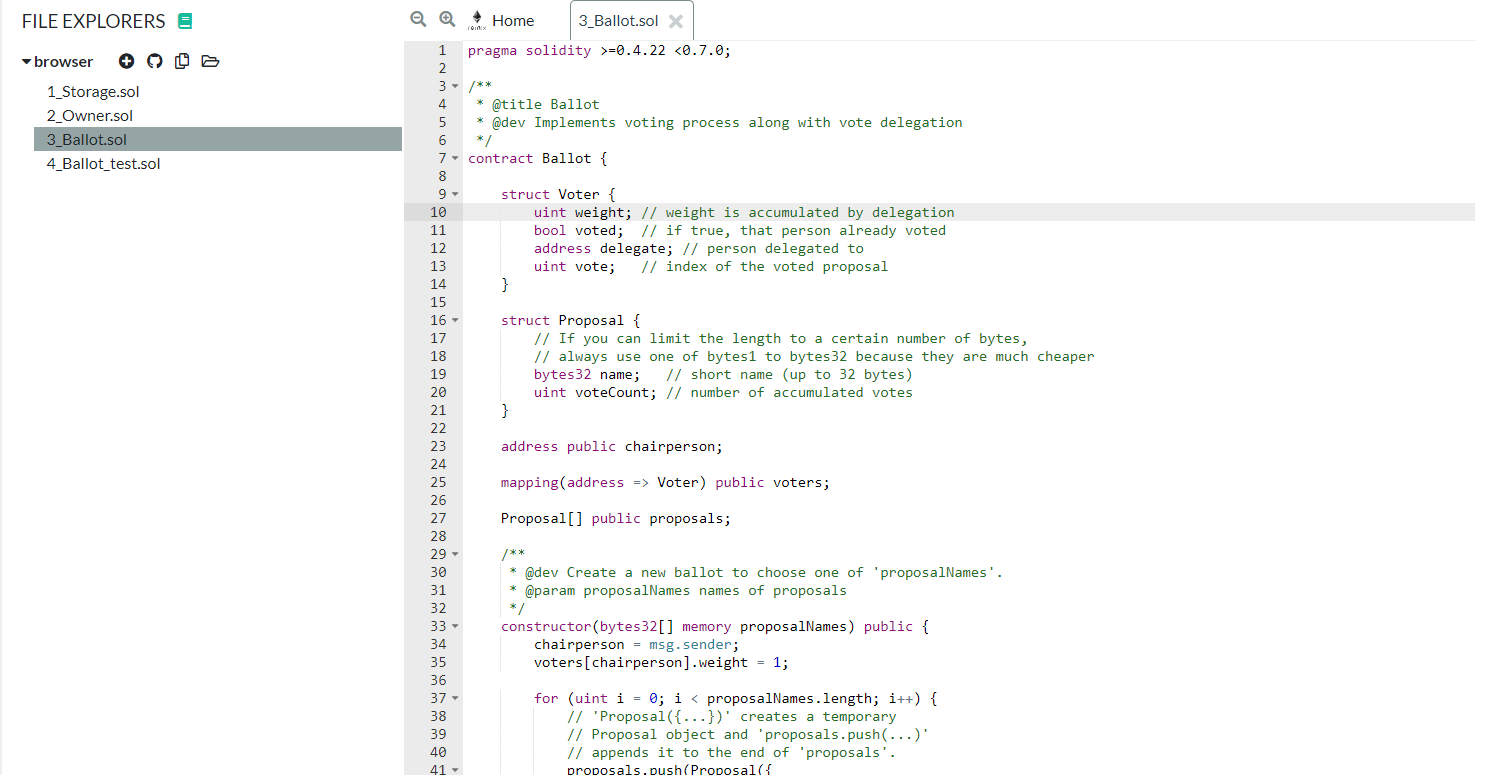 FILE EXPLORERS
browser
1_Storage.sol
2_Owner.sol
3_Ballot.sol
4_Ballot_test.sol
Home
3_Ballot.sol
1 pragma solidity >=0.4.22 <0.7.0;
2
3 /**
4  * @title Ballot
5  * @dev Implements voting process along with vote delegation
6  */
7 contract Ballot {
8
9     struct Voter {
10         uint weight; // weight is accumulated by delegation
11         bool voted;  // if true, that person already voted
12         address delegate; // person delegated to
13         uint vote;   // index of the voted proposal
14     }
15
16     struct Proposal {
17         // If you can limit the length to a certain number of bytes,
18         // always use one of bytes1 to bytes32 because they are much cheaper
19         bytes32 name;   // short name (up to 32 bytes)
20         uint voteCount; // number of accumulated votes
21     }
22
23     address public chairperson;
24
25     mapping(address => Voter) public voters;
26
27     Proposal[] public proposals;
28
29     /**
30      * @dev Create a new ballot to choose one of 'proposalNames'.
31      * @param proposalNames names of proposals
32      */
33     constructor(bytes32[] memory proposalNames) public {
34         chairperson = msg.sender;
35         voters[chairperson].weight = 1;
36
37         for (uint i = 0; i < proposalNames.length; i++) {
38             // 'Proposal({...})' creates a temporary
39             // Proposal object and 'proposals.push(...)'
40             // appends it to the end of 'proposals'.
41             proposals.push(Proposal({